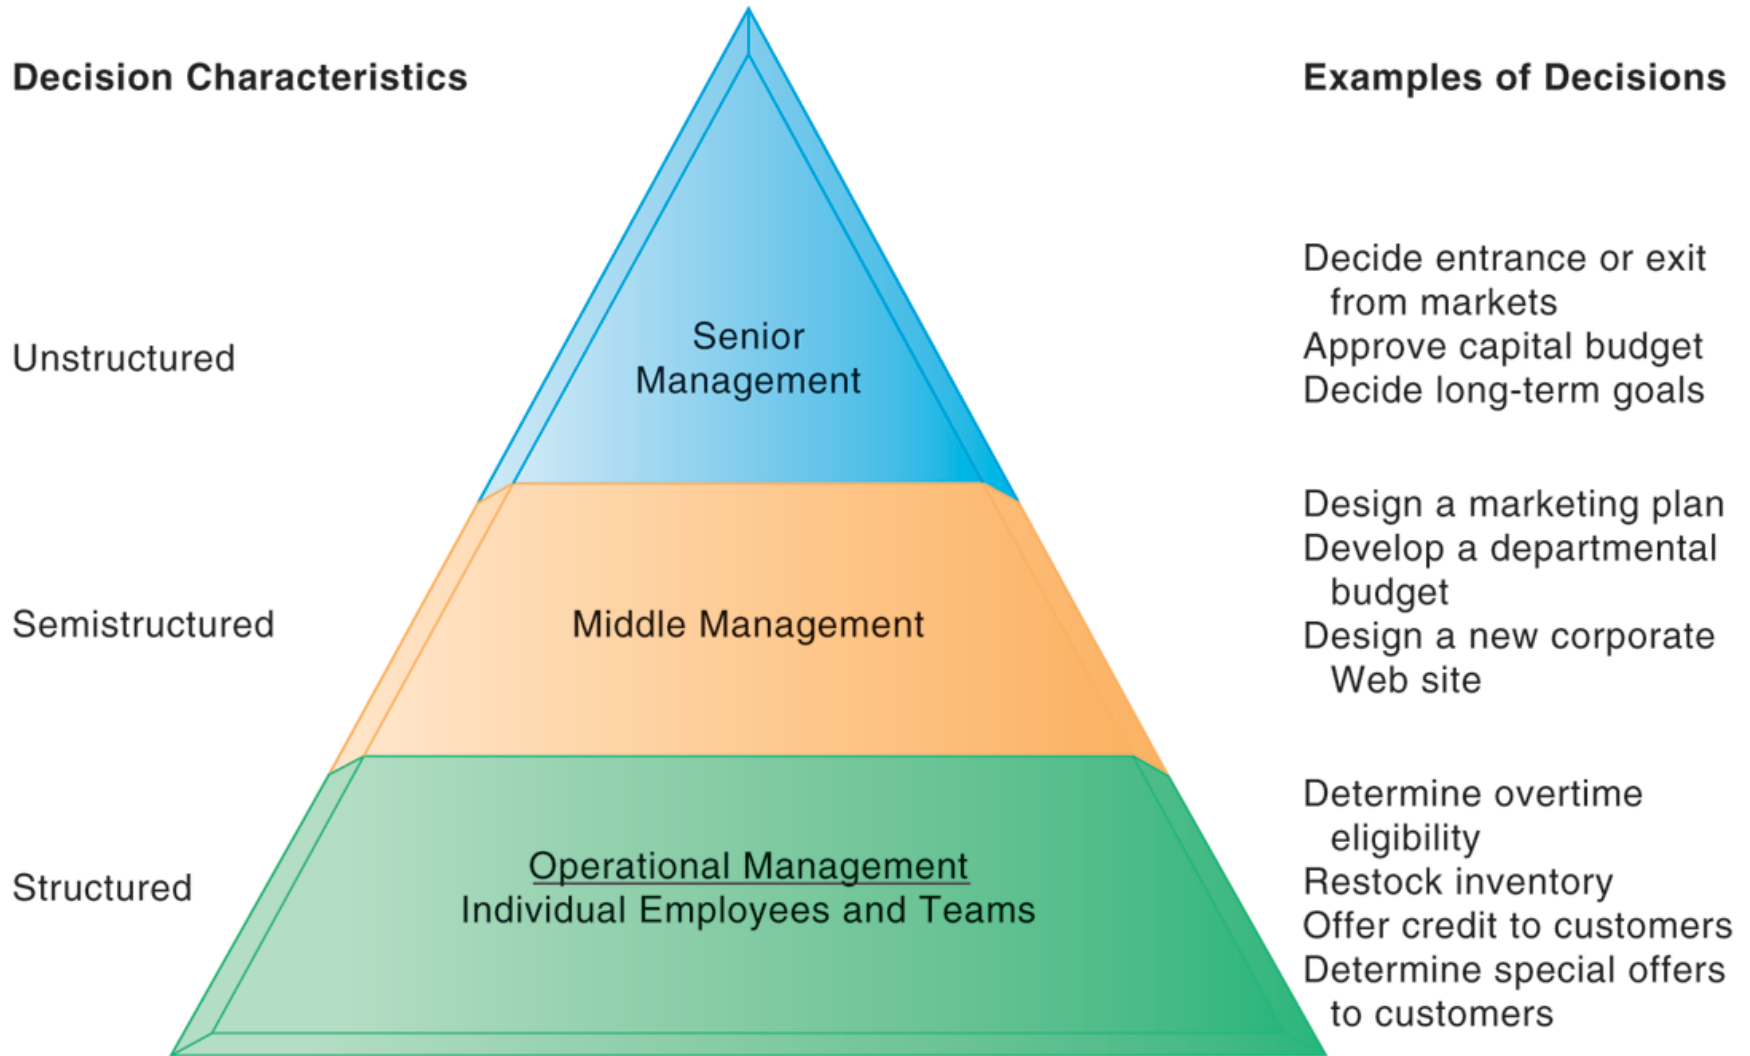 Decision Characteristics
Examples of Decisions
Unstructured
Senior
Management
Decide entrance or exit
from markets
Approve capital budget
Decide long-term goals
Semistructured
Middle Management
Design a marketing plan
Develop a departmental
budget
Design a new corporate
Web site
Structured
Operational Management
Individual Employees and Teams
Determine overtime
eligibility
Restock inventory
Offer credit to customers
Determine special offers
to customers